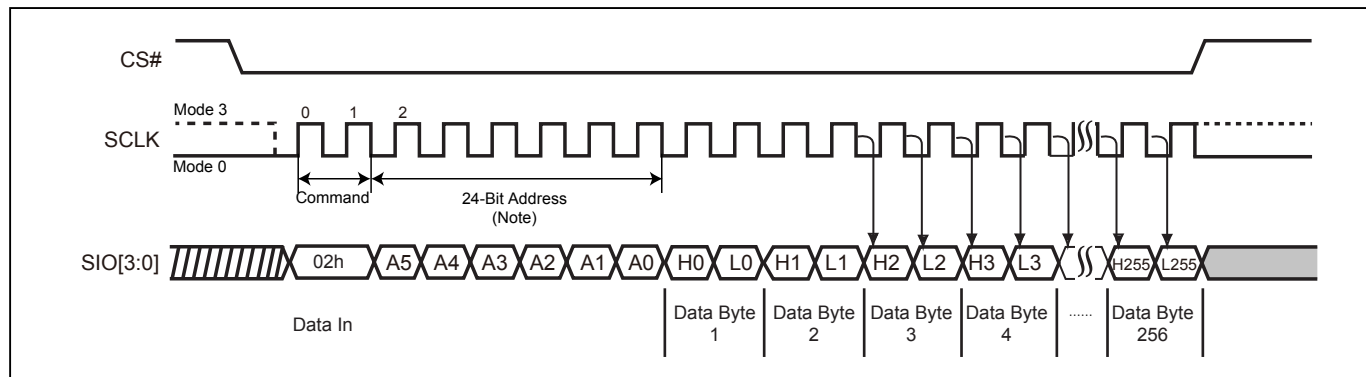 CS#
Mode 3
0 1 2
SCLK
Mode 0
Command
24-Bit Address
(Note)
SIO[3:0]
02h A5 A4 A3 A2 A1 A0 H0 L0 H1 L1 H2 L2 H3 L3 H255 L255
Data In
Data Byte
1
Data Byte
2
Data Byte
3
Data Byte
4
......
Data Byte
256